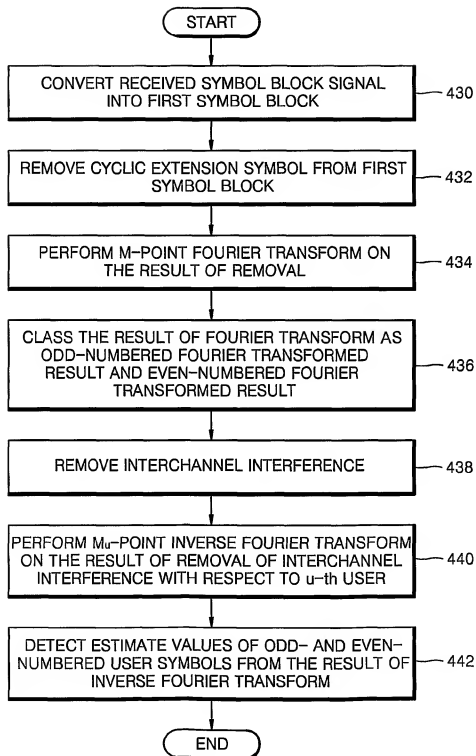 START
CONVERT RECEIVED SYMBOL BLOCK SIGNAL
INTO FIRST SYMBOL BLOCK
430
REMOVE CYCLIC EXTENSION SYMBOL FROM FIRST
SYMBOL BLOCK
432
PERFORM M-POINT FOURIER TRANSFORM ON
THE RESULT OF REMOVAL
434
CLASS THE RESULT OF FOURIER TRANSFORM AS
ODD-NUMBERED FOURIER TRANSFORMED
RESULT AND EVEN-NUMBERED FOURIER
TRANSFORMED RESULT
436
REMOVE INTERCHANNEL INTERFERENCE
438
PERFORM Mu-POINT INVERSE FOURIER TRANSFORM
ON THE RESULT OF REMOVAL OF INTERCHANNEL
INTERFERENCE WITH RESPECT TO u-th USER
440
DETECT ESTIMATE VALUES OF ODD- AND EVEN-
NUMBERED USER SYMBOLS FROM THE RESULT OF
INVERSE FOURIER TRANSFORM
442
END